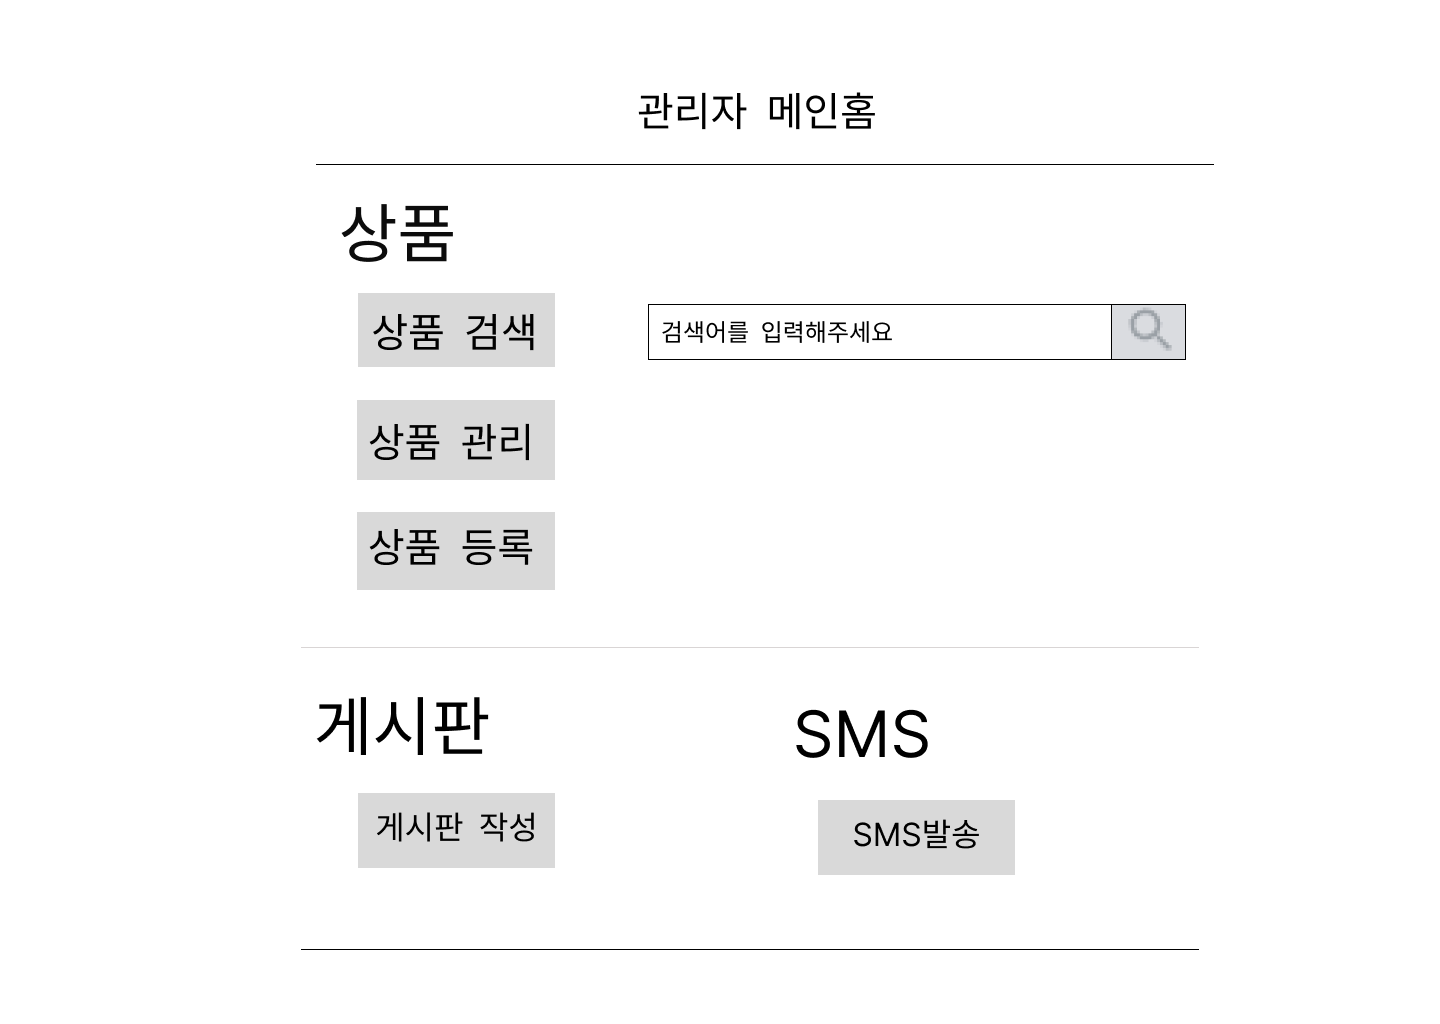 관리자 메인홈
상품
상품 검색
검색어를 입력해주세요
상품 관리
상품 등록
게시판
SMS
게시판 작성
SMS발송